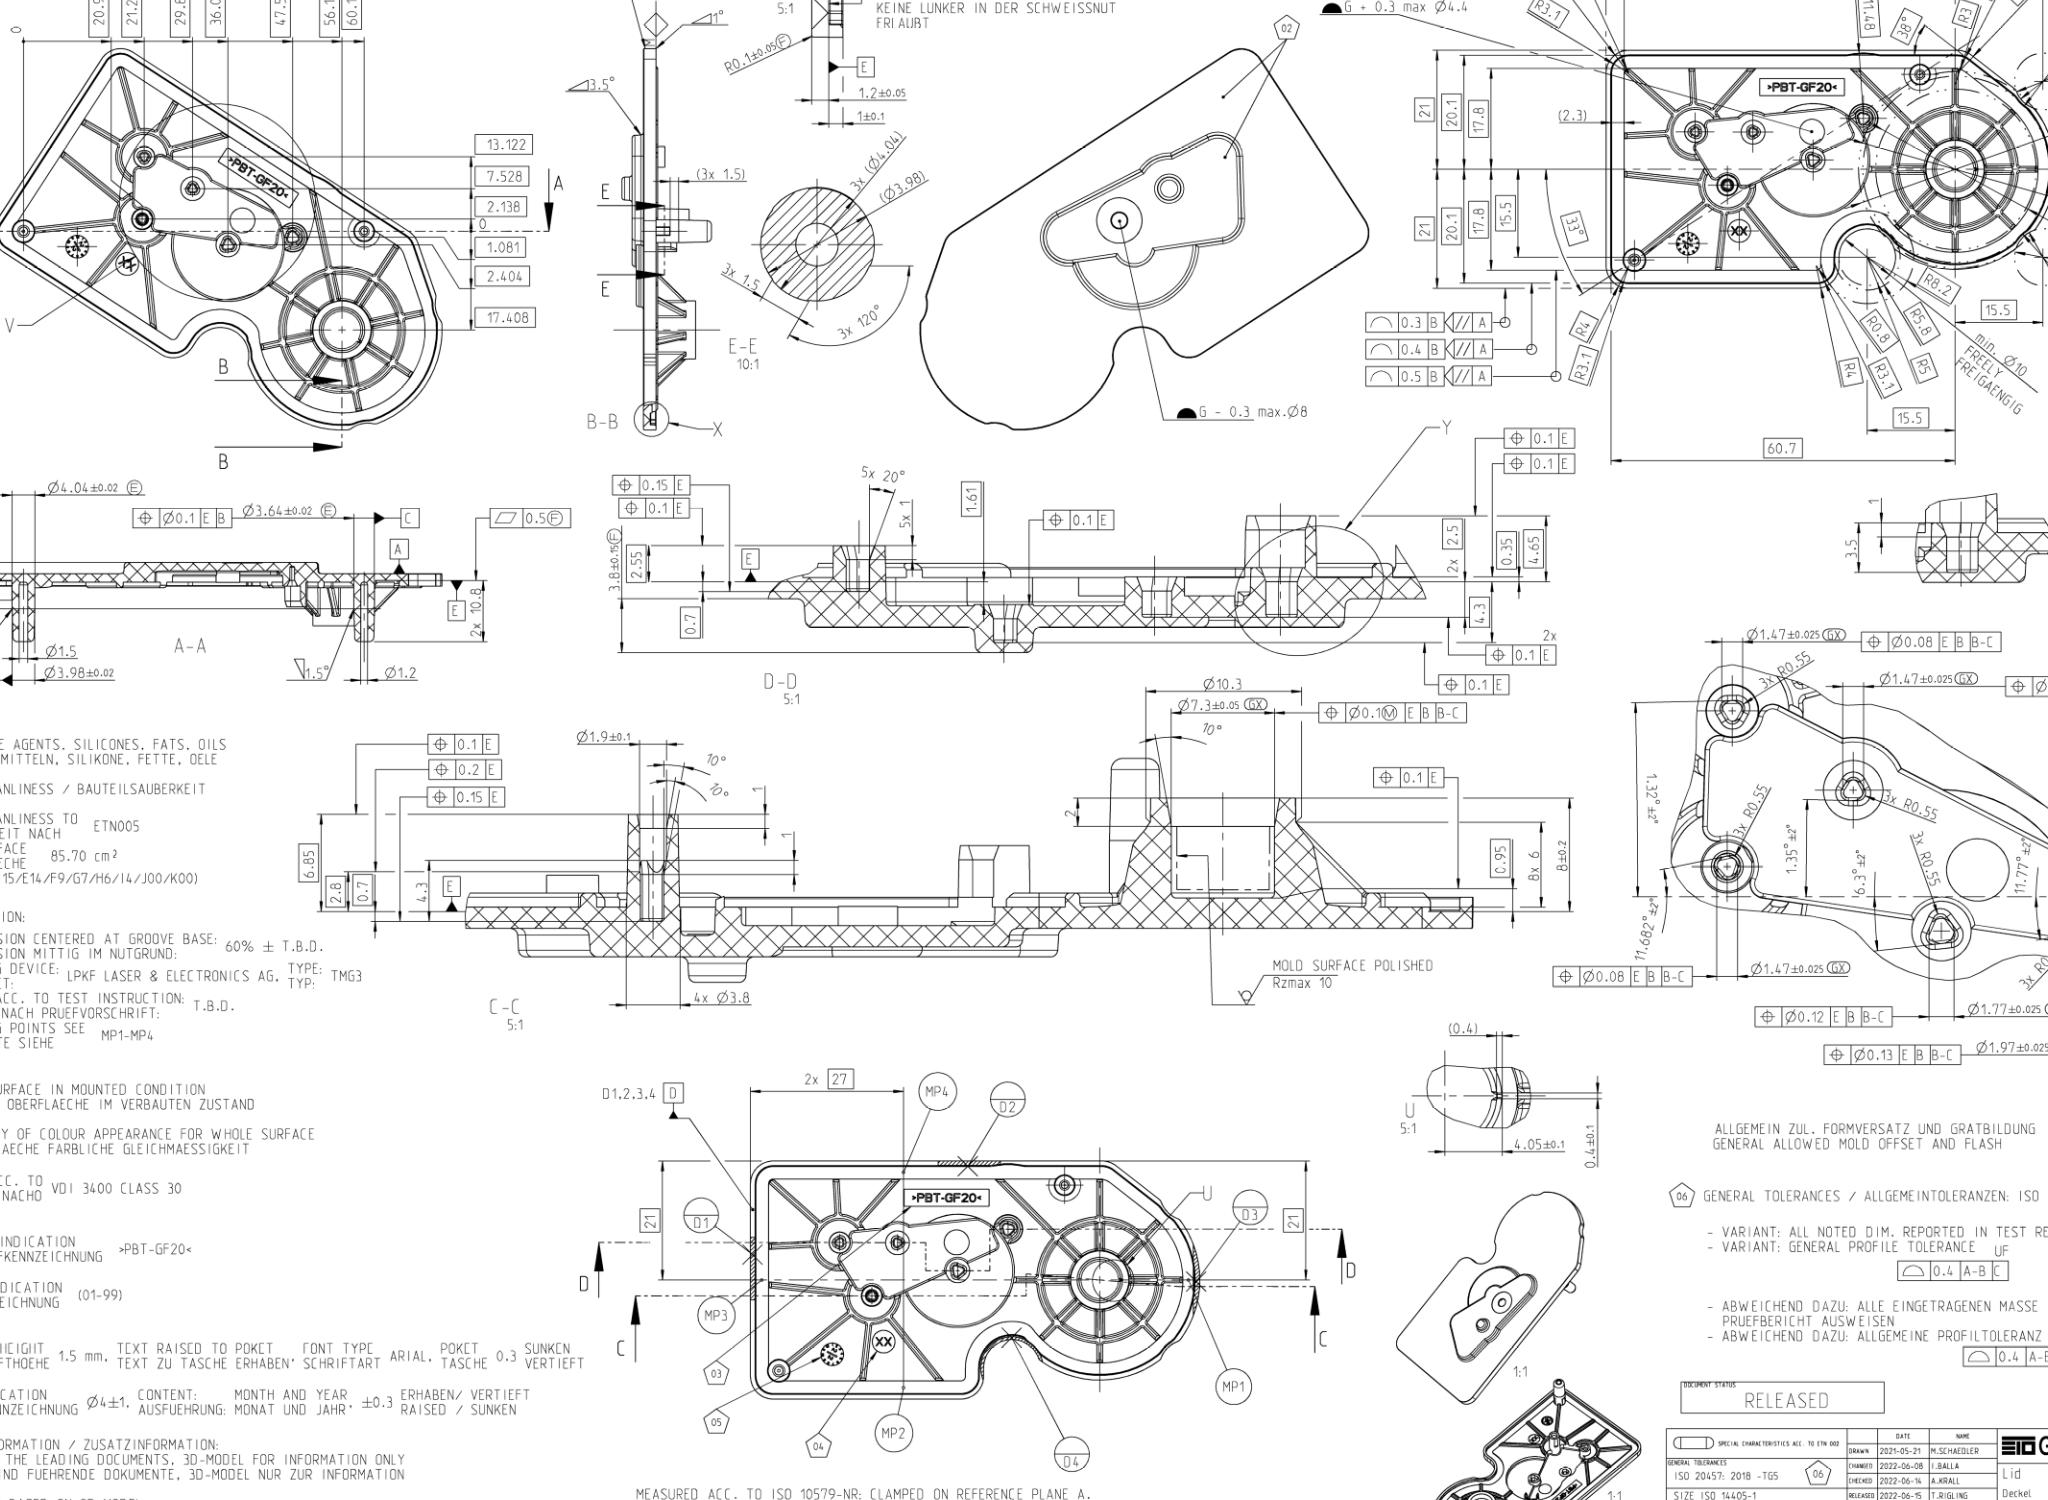 20.9
21.2
29.8
36.0
47.5
56.1
60.1
0
13.122
7.528
2.138
0
1.081
2.404
17.408
A
>PBT-GF20<
XX
V
B
B
1°
3.5°
E
E
(3x 1.5)
B-B
X
5:1
KEINE LUNKER IN DER SCHWEISSNUT
R0.1±0.05 F
E
1.2±0.05
1±0.1
3x (Ø4.04)
(Ø3.98)
3x 1.5
3x 120°
E-E
10:1
02
G - 0.3 max.Ø8
G + 0.3 max Ø4.4
R3.1
11.48
38°
R3.1
21
20.1
17.8
(2.3)
>PBT-GF20<
21
20.1
17.8
15.5
33°
XX
0.3 B // A
0.4 B // A
0.5 B // A
R4
R3.1
R8.2
R5.8
R0.8
R5
R4
R3.1
15.5
min. Ø10
FREELY
FREIGAENGIG
15.5
60.7
Ø4.04±0.02 E
Ø0.1 E B
Ø3.64±0.02 E
C
0.5 F
A
E
2x 10.8
A-A
Ø1.5
Ø3.98±0.02
1.5°
Ø1.2
0.15 E
0.1 E
5x 20°
5x 1
1.61
0.1 E
Y
0.1 E
0.1 E
3.8±0.15 F
2.55
0.7
E
2x 2.5
0.35
4.65
4.3
2x
0.1 E
0.1 E
D-D
5:1
1
3.5
Ø10.3
Ø7.3±0.05 GX
Ø0.1 M E B B-C
10°
0.1 E
0.2 E
0.15 E
Ø1.9±0.1
10°
10°
1
1
6.85
2.8
0.7
4.3
E
2
0.1 E
0.95
8x 6
8±0.2
C-C
5:1
4x Ø3.8
MOLD SURFACE POLISHED
Rzmax 10
Ø1.47±0.025 GX
Ø0.08 E B B-C
3x R0.55
Ø1.47±0.025 GX
1.32°±2°
3x R0.55
3x R0.55
1.35°±2°
6.3°±2°
3x R0.55
11.77°±2°
11.682°±2°
Ø0.08 E B B-C
Ø1.47±0.025 GX
Ø0.12 E B B-C
Ø1.77±0.025
Ø0.13 E B B-C
Ø1.97±0.025
AGENTS. SILICONES. FATS. OILS
MITTELN, SILIKONE, FETTE, OELE
ANLINESS / BAUTEILSAUBERKEIT
ANLINESS TO
EIT NACH ETN005
FACE
ECHE 85.70 cm²
15/E14/F9/G7/H6/I4/J00/K00)
ION:
SION CENTERED AT GROOVE BASE:
SION MITTIG IM NUTGRUND: 60% ± T.B.D.
G DEVICE: LPKF LASER & ELECTRONICS AG, TYPE: TMG3
ET: TYP:
ACC. TO TEST INSTRUCTION:
NACH PRUEFVORSCHRIFT: T.B.D.
G POINTS SEE
TE SIEHE MP1-MP4
URFACE IN MOUNTED CONDITION
OBERFLAECHE IM VERBAUTEN ZUSTAND
Y OF COLOUR APPEARANCE FOR WHOLE SURFACE
LAECHE FARBLICHE GLEICHMAESSIGKEIT
CC. TO
NACHO VDI 3400 CLASS 30
INDICATION
FKENNZEICHNUNG >PBT-GF20<
DICATION
EICHNUNG (01-99)
TEXT RAISED TO POKET FONT TYPE POKET SUNKEN
FTHOEHE 1.5 mm, TEXT ZU TASCHE ERHABEN, SCHRIFTART ARIAL, TASCHE 0.3 VERTIEFT
CATION CONTENT: MONTH AND YEAR ERHABEN/ VERTIEFT
NZEICHNUNG Ø4±1, AUSFUEHRUNG: MONAT UND JAHR, ±0.3 RAISED / SUNKEN
ORMATION / ZUSATZINFORMATION:
THE LEADING DOCUMENTS, 3D-MODEL FOR INFORMATION ONLY
ND FUEHRENDE DOKUMENTE, 3D-MODEL NUR ZUR INFORMATION
D1,2,3,4 D
2x 27
MP4
D2
21
>PBT-GF20<
U
D3
21
D1
D
D
MP3
C
C
XX
03
05
04
MP2
MP1
D4
MEASURED ACC. TO ISO 10579-NR: CLAMPED ON REFERENCE PLANE A.
(0.4)
U
5:1
4.05±0.1
0.4±0.1
1:1
1:1
ALLGEMEIN ZUL. FORMVERSATZ UND GRATBILDUNG
GENERAL ALLOWED MOLD OFFSET AND FLASH
06 GENERAL TOLERANCES / ALLGEMEINTOLERANZEN: ISO
- VARIANT: ALL NOTED DIM. REPORTED IN TEST RE
- VARIANT: GENERAL PROFILE TOLERANCE UF
0.4 A-B C
- ABWEICHEND DAZU: ALLE EINGETRAGENEN MASSE
PRUEFBERICHT AUSWEISEN
- ABWEICHEND DAZU: ALLGEMEINE PROFILTOLERANZ
0.4
DOCUMENT STATUS
RELEASED
SPECIAL CHARACTERISTICS ACC. TO ETN 002
DATE NAME
DRAWN 2021-05-21 M.SCHAEDLER
GENERAL TOLERANCES
CHANGED 2022-06-08 I.BALLA
ISO 20457: 2018 -TG5 06
CHECKED 2022-06-14 A.KRALL
SIZE ISO 14405-1
RELEASED 2022-06-15 T.RIGLING
Lid
Deckel